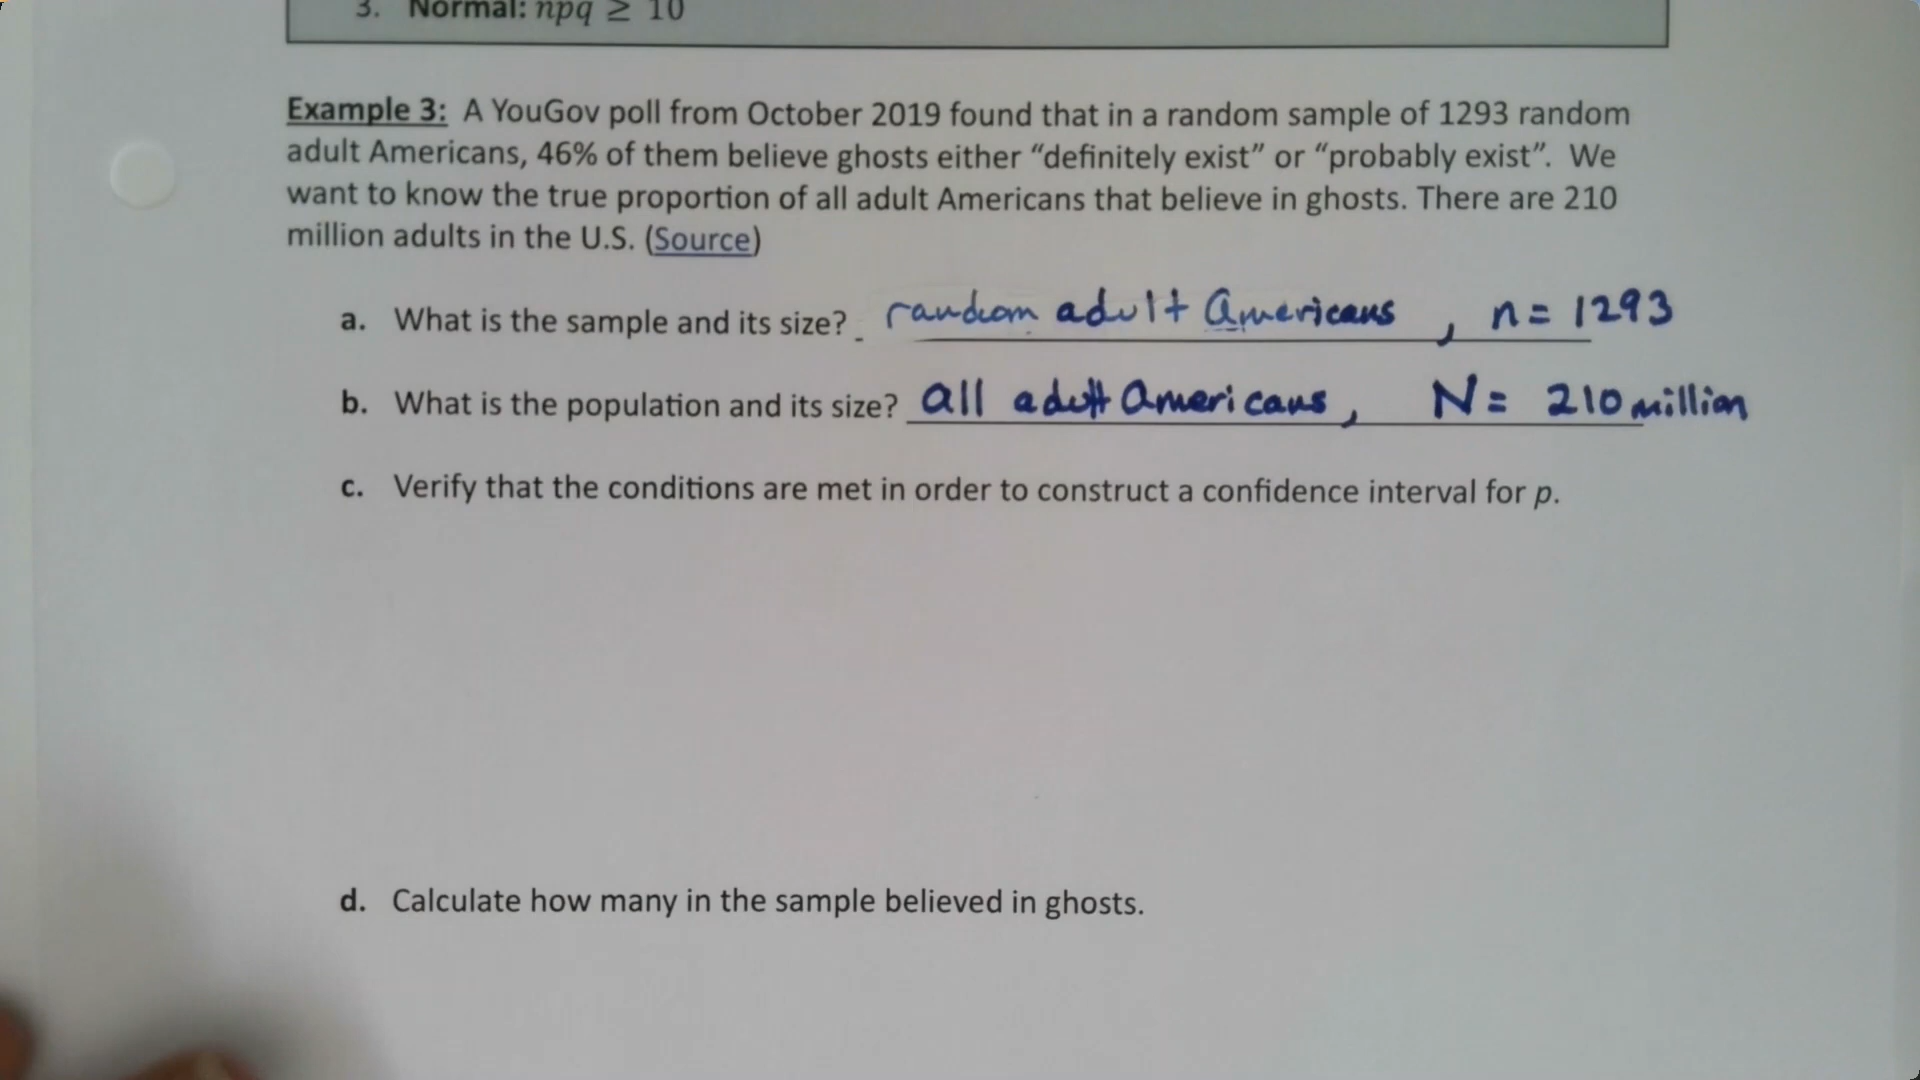 3. Normal: npq ≥ 10
Example 3: A YouGov poll from October 2019 found that in a random sample of 1293 random
adult Americans, 46% of them believe ghosts either “definitely exist” or “probably exist”. We
want to know the true proportion of all adult Americans that believe in ghosts. There are 210
million adults in the U.S. (Source)
a. What is the sample and its size? random adult Americans, n = 1293
b. What is the population and its size? all adult Americans, N = 210 million
c. Verify that the conditions are met in order to construct a confidence interval for p.
d. Calculate how many in the sample believed in ghosts.